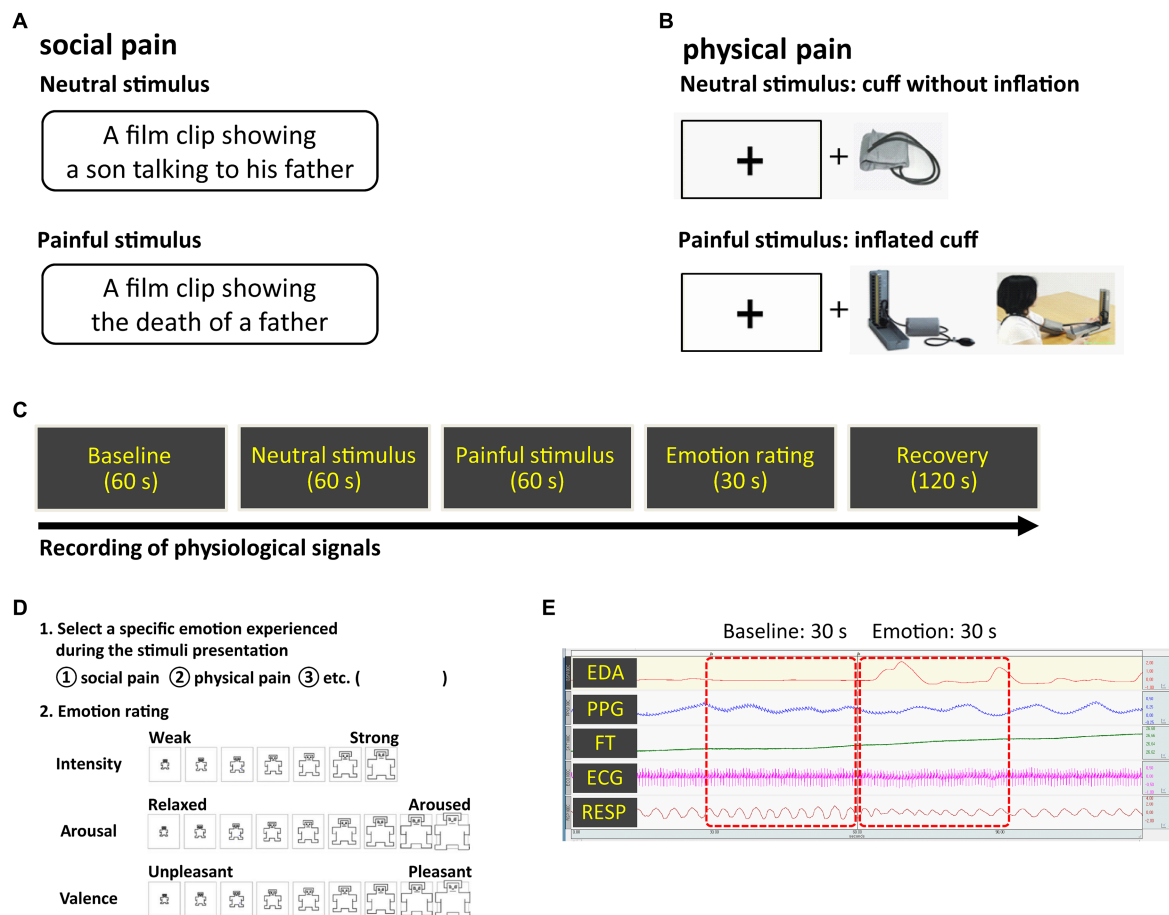 A
social pain
Neutral stimulus
A film clip showing
a son talking to his father
Painful stimulus
A film clip showing
the death of a father
B
physical pain
Neutral stimulus: cuff without inflation
+
+
Painful stimulus: inflated cuff
+
+
C
Baseline
(60 s)
Neutral stimulus
(60 s)
Painful stimulus
(60 s)
Emotion rating
(30 s)
Recovery
(120 s)
Recording of physiological signals
D
1. Select a specific emotion experienced
during the stimuli presentation
① social pain ② physical pain ③ etc. ( )
2. Emotion rating
Weak Strong
Intensity
Relaxed Aroused
Arousal
Unpleasant Pleasant
Valence
E
Baseline: 30 s Emotion: 30 s
EDA
PPG
FT
ECG
RESP